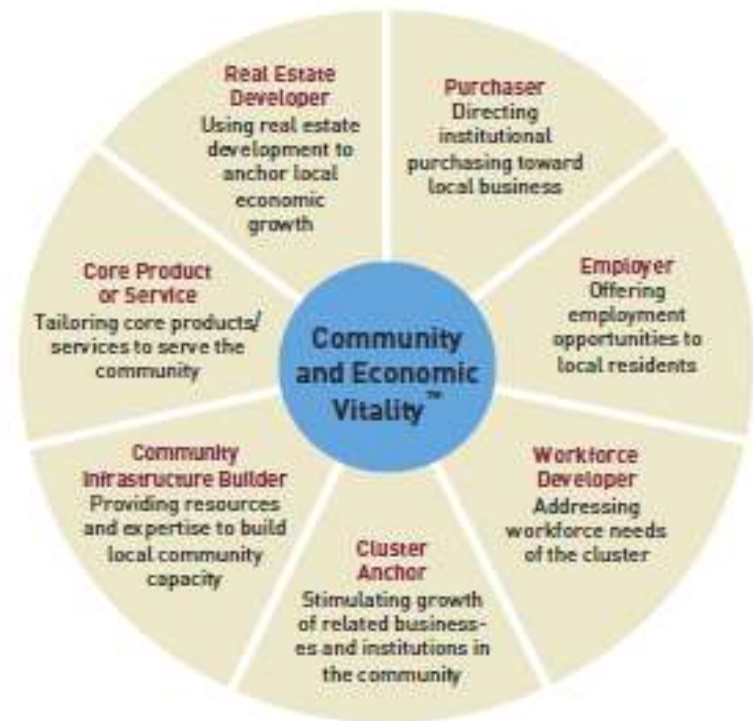 Real Estate
Developer
Using real estate
development to
anchor local
economic
growth
Purchaser
Directing
institutional
purchasing toward
local business
Employer
Offering
employment
opportunities to
local residents
Workforce
Developer
Addressing
workforce needs
of the cluster
Cluster
Anchor
Stimulating growth
of related business-
es and institutions in
the community
Community
Infrastructure Builder
Providing resources
and expertise to build
local community
capacity
Core Product
or Service
Tailoring core products/
services to serve the
community
Community
and Economic
Vitality™